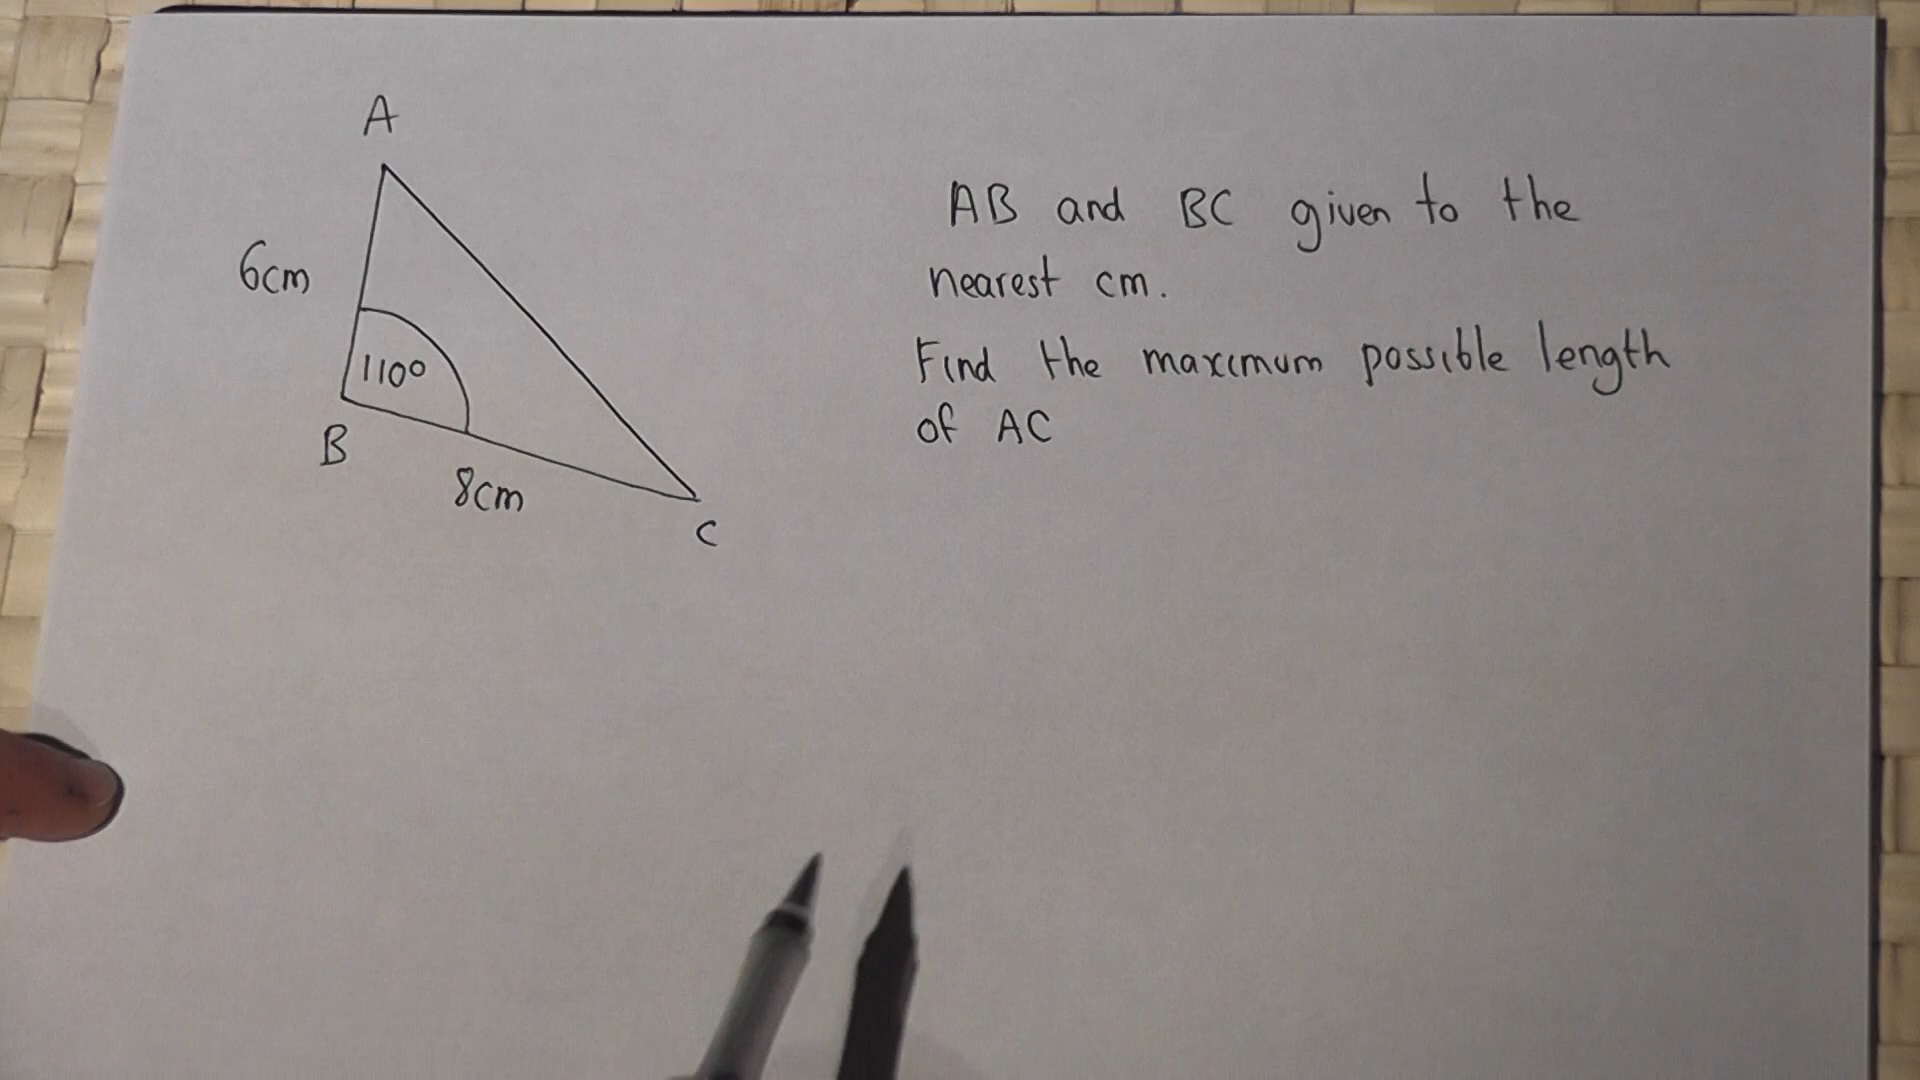 A
6cm
110°
B
8cm
C
AB and BC given to the
nearest cm.
Find the maximum possible length
of AC